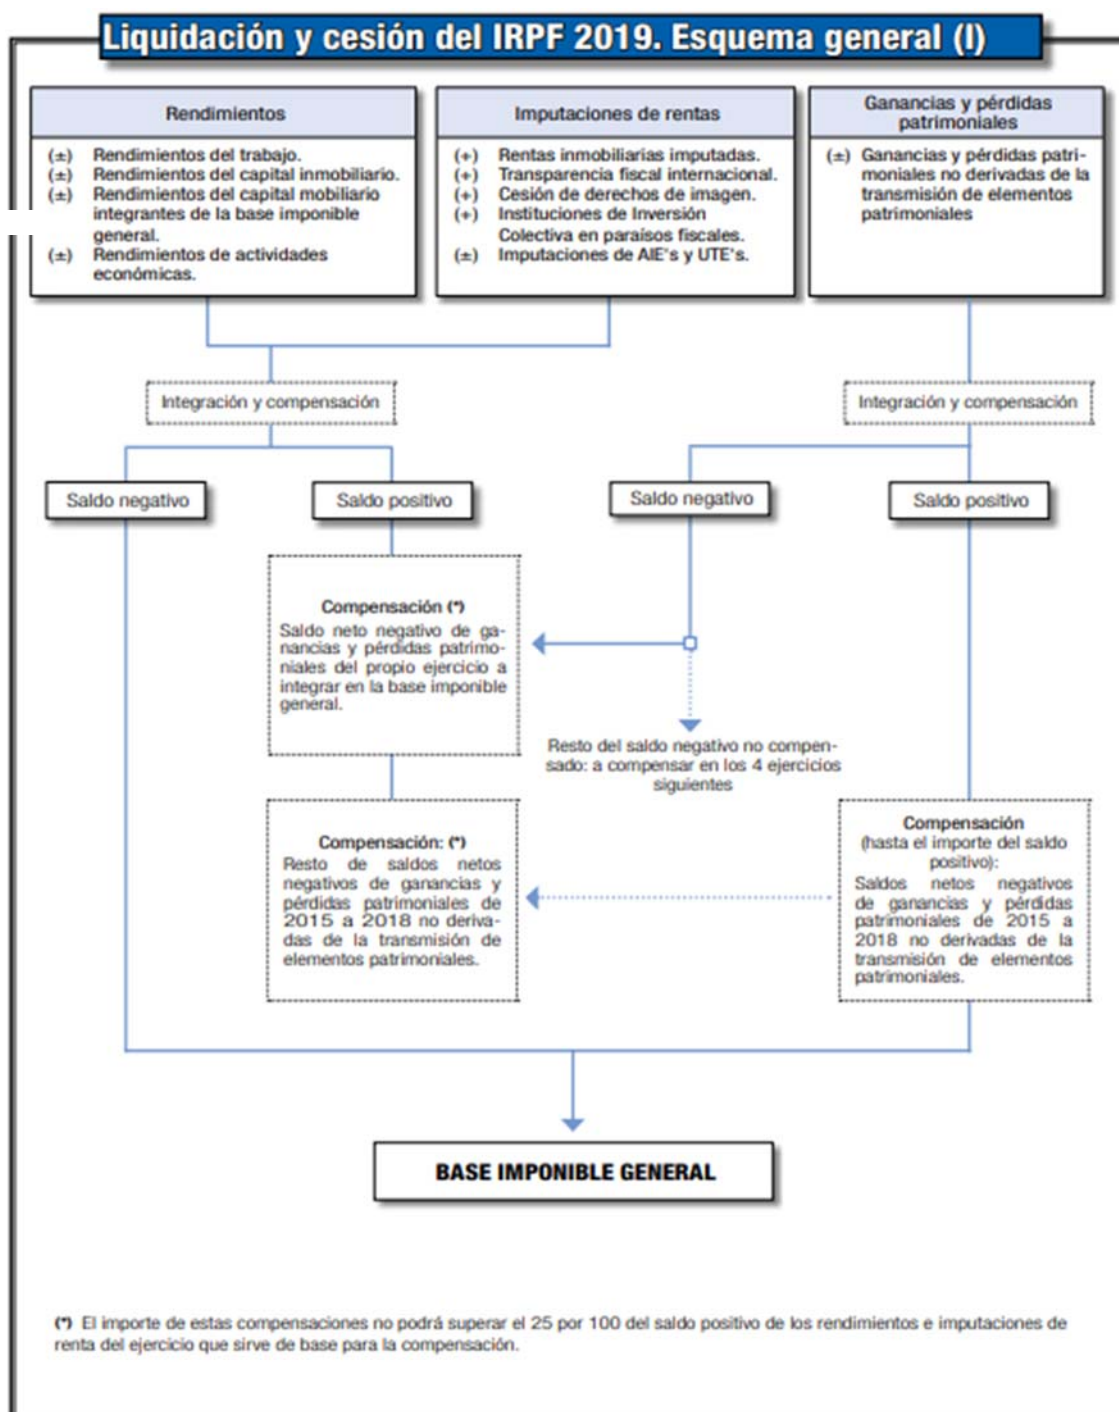 Liquidación y cesión del IRPF 2019. Esquema general (I)
Rendimientos
(±) Rendimientos del trabajo.
(±) Rendimientos del capital inmobiliario.
(±) Rendimientos del capital mobiliario
integrantes de la base imponible
general.
(±) Rendimientos de actividades
económicas.
Imputaciones de rentas
(+) Rentas inmobiliarias imputadas.
(+) Transparencia fiscal internacional.
(+) Cesión de derechos de imagen.
(+) Instituciones de Inversión
Colectiva en paraísos fiscales.
(±) Imputaciones de AIE's y UTE's.
Ganancias y pérdidas
patrimoniales
(±) Ganancias y pérdidas patri-
moniales no derivadas de la
transmisión de elementos
patrimoniales
Integración y compensación
Integración y compensación
Saldo negativo
Saldo positivo
Saldo negativo
Saldo positivo
Compensación (*)
Saldo neto negativo de ga-
nancias y pérdidas patrimo-
niales del propio ejercicio a
integrar en la base imponible
general.
Resto del saldo negativo no compen-
sado: a compensar en los 4 ejercicios
siguientes
Compensación: (*)
Resto de saldos netos
negativos de ganancias y
pérdidas patrimoniales de
2015 a 2018 no deriva-
das de la transmisión de
elementos patrimoniales.
Compensación
(hasta el importe del saldo
positivo):
Saldos netos negativos
de ganancias y pérdidas
patrimoniales de 2015 a
2018 no derivadas de la
transmisión de elementos
patrimoniales.
BASE IMPONIBLE GENERAL
(*) El importe de estas compensaciones no podrá superar el 25 por 100 del saldo positivo de los rendimientos e imputaciones de
renta del ejercicio que sirve de base para la compensación.